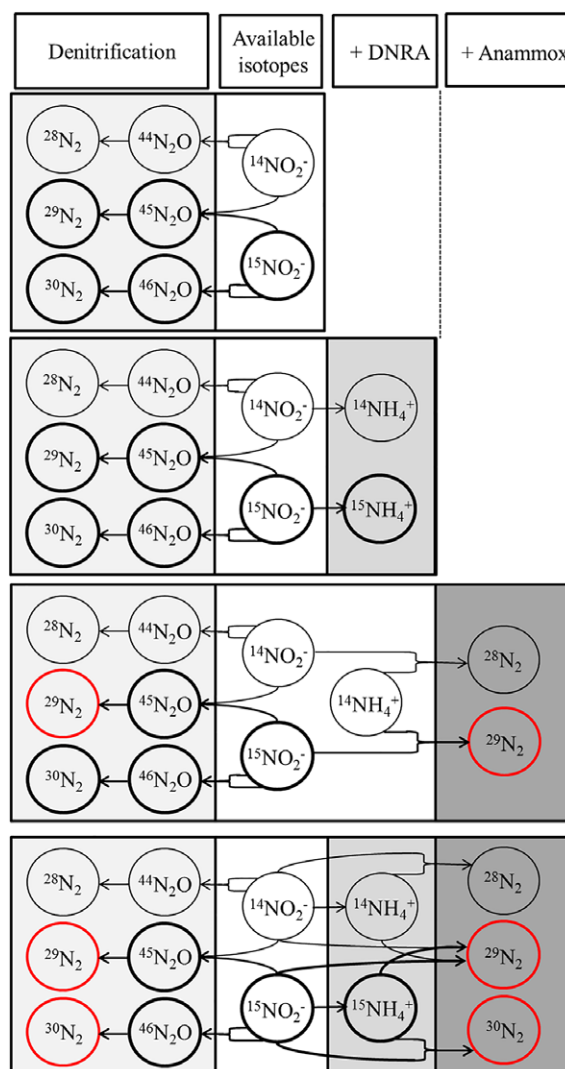 Denitrification
Available
isotopes
+ DNRA
+ Anammox
²⁸N₂ ⁴⁴N₂O ¹⁴NO₂⁻
²⁹N₂ ⁴⁵N₂O
¹⁵NO₂⁻
³⁰N₂ ⁴⁶N₂O
²⁸N₂ ⁴⁴N₂O ¹⁴NO₂⁻ ¹⁴NH₄⁺
²⁹N₂ ⁴⁵N₂O
¹⁵NO₂⁻ ¹⁵NH₄⁺
³⁰N₂ ⁴⁶N₂O
²⁸N₂ ⁴⁴N₂O ¹⁴NO₂⁻ ²⁸N₂
²⁹N₂ ⁴⁵N₂O ¹⁴NH₄⁺
¹⁵NO₂⁻ ²⁹N₂
³⁰N₂ ⁴⁶N₂O
²⁸N₂ ⁴⁴N₂O ¹⁴NO₂⁻ ¹⁴NH₄⁺ ²⁸N₂
²⁹N₂ ⁴⁵N₂O ²⁹N₂
¹⁵NO₂⁻ ¹⁵NH₄⁺
³⁰N₂ ⁴⁶N₂O ³⁰N₂